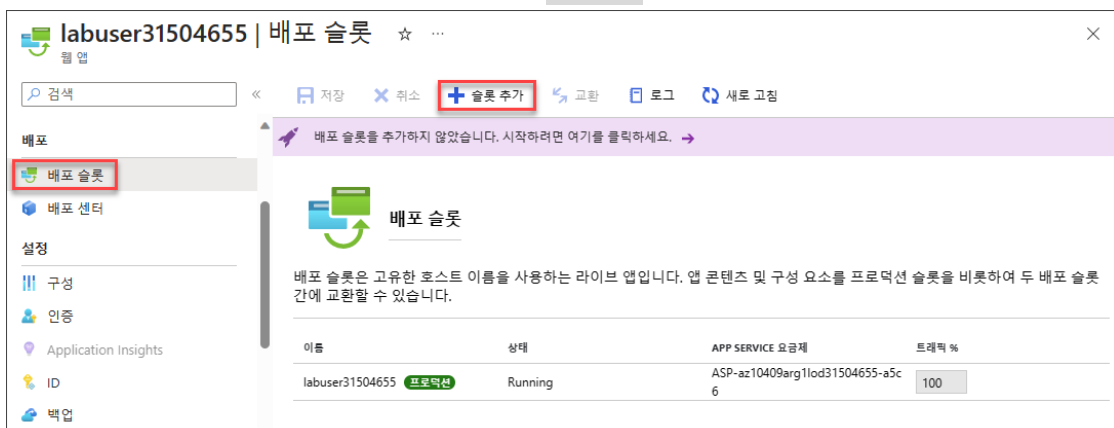 labuser31504655 | 배포 슬롯 ☆ ···
웹 앱
검색
저장 취소 슬롯 추가 교환 로그 새로 고침
배포 슬롯을 추가하지 않았습니다. 시작하려면 여기를 클릭하세요. →
배포
배포 슬롯
배포 센터
설정
구성
인증
Application Insights
ID
백업
배포 슬롯
배포 슬롯은 고유한 호스트 이름을 사용하는 라이브 앱입니다. 앱 콘텐츠 및 구성 요소를 프로덕션 슬롯을 비롯하여 두 배포 슬롯
간에 교환할 수 있습니다.
이름 상태 APP SERVICE 요금제 트래픽 %
labuser31504655 프로덕션 Running ASP-az10409arg1lod31504655-a5c
6 100